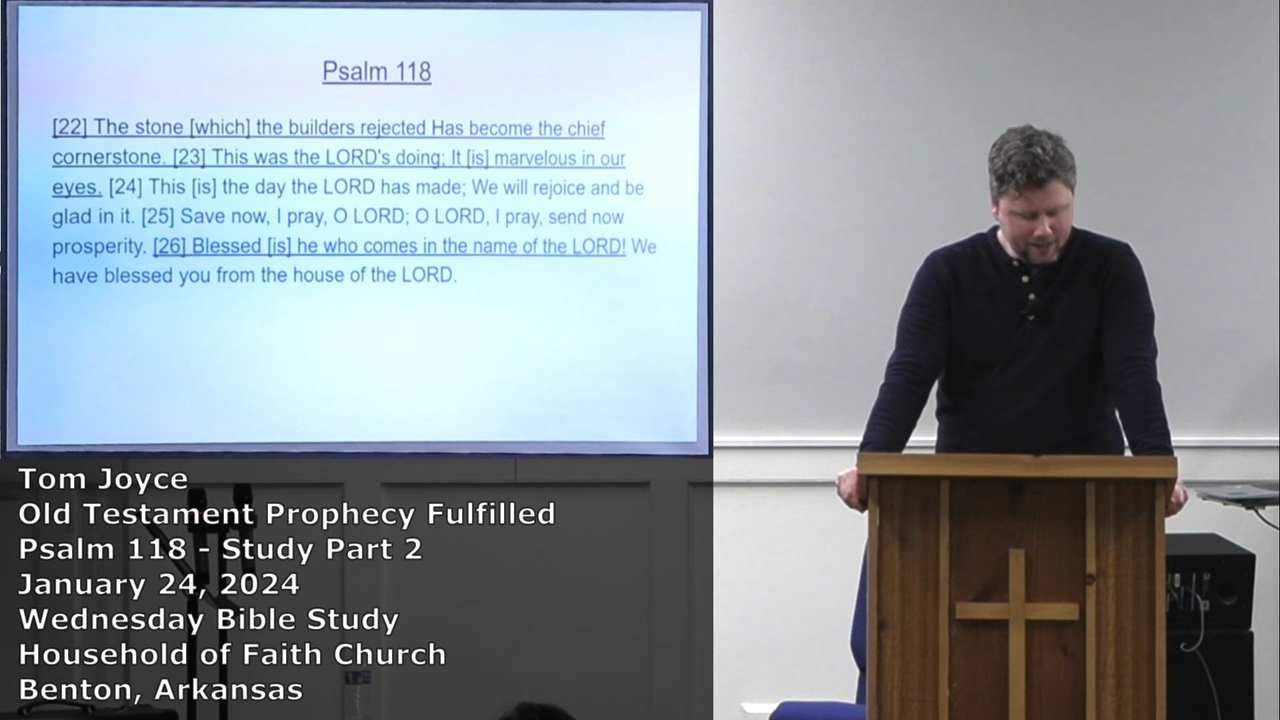 Psalm 118
[22] The stone [which] the builders rejected Has become the chief
cornerstone. [23] This was the LORD's doing; It [is] marvelous in our
eyes. [24] This [is] the day the LORD has made; We will rejoice and be
glad in it. [25] Save now, I pray, O LORD; O LORD, I pray, send now
prosperity. [26] Blessed [is] he who comes in the name of the LORD! We
have blessed you from the house of the LORD.
Tom Joyce
Old Testament Prophecy Fulfilled
Psalm 118 - Study Part 2
January 24, 2024
Wednesday Bible Study
Household of Faith Church
Benton, Arkansas